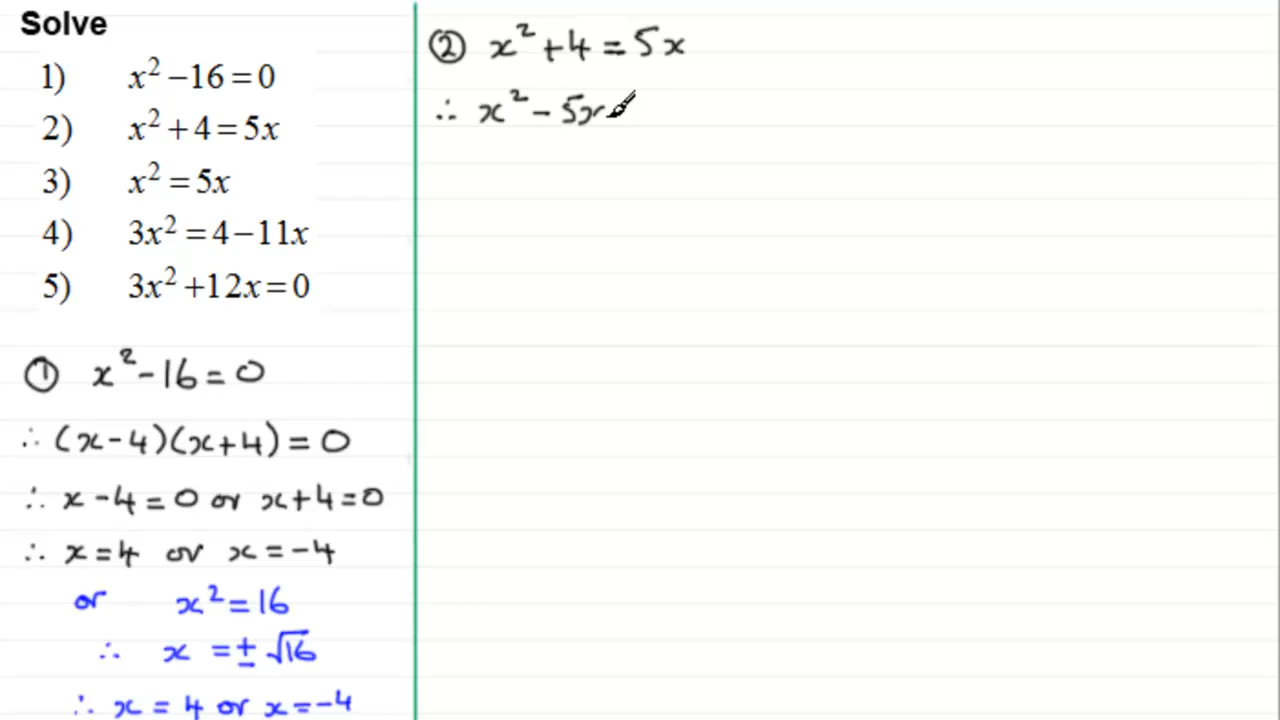 Solve
1) x² −16 = 0
2) x² + 4 = 5x
3) x² = 5x
4) 3x² = 4 − 11x
5) 3x² +12x = 0
① x² - 16 = 0
∴ (x - 4)(x + 4) = 0
∴ x - 4 = 0 or x + 4 = 0
∴ x = 4 or x = -4
or x² = 16
∴ x = ± √16
∴ x = 4 or x = -4
② x² + 4 = 5x
∴ x² - 5x